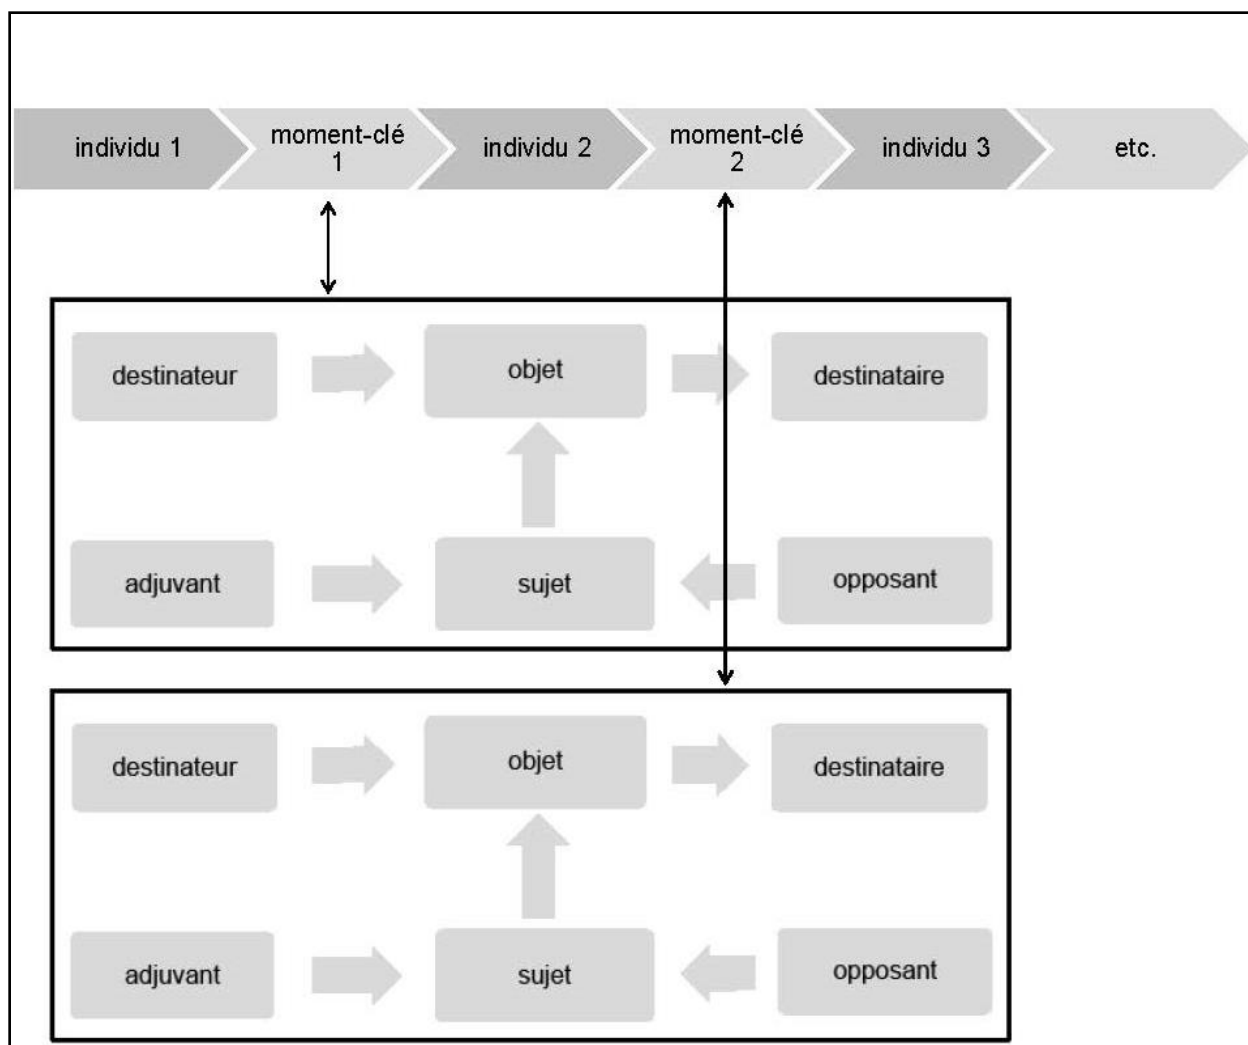 individu 1
moment-clé
1
individu 2
moment-clé
2
individu 3
etc.
destinateur
objet
destinataire
adjuvant
sujet
opposant
destinateur
objet
destinataire
adjuvant
sujet
opposant